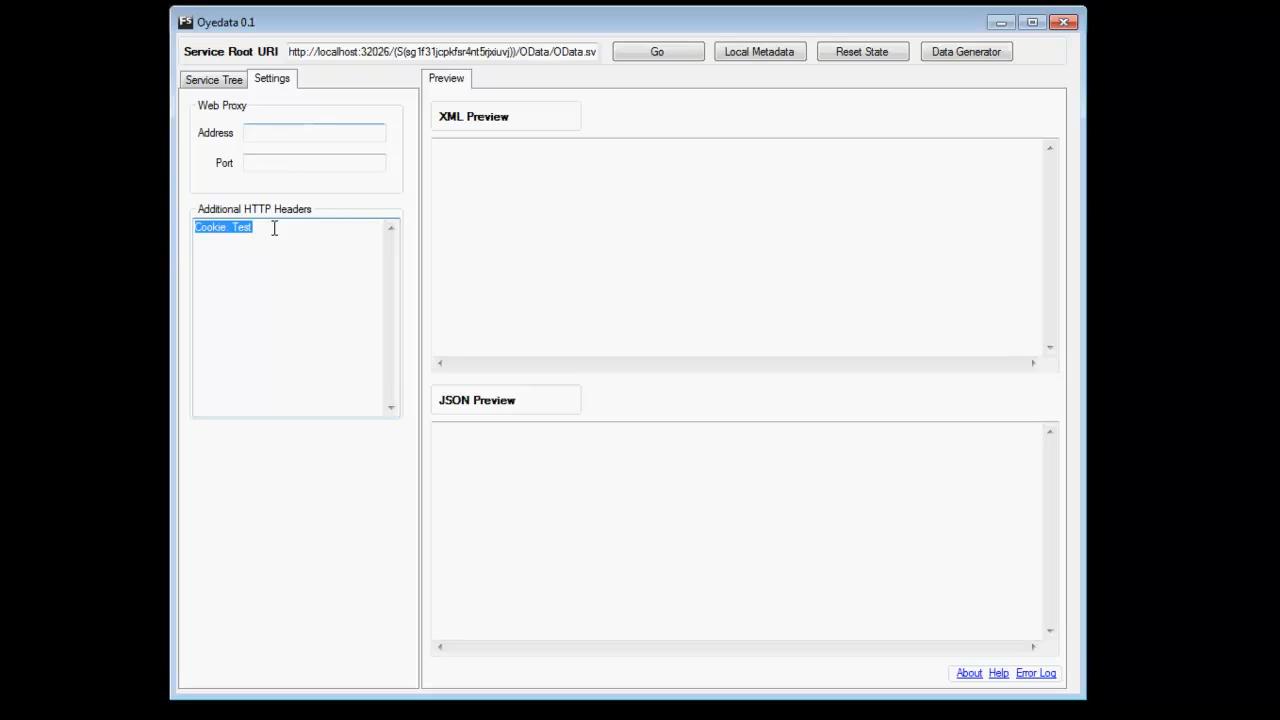 FS Oyedata 0.1
Service Root URI http://localhost:32026/(S(sg1f31jcpkfsr4nt5rjxiuvj))/OData/OData.sv Go Local Metadata Reset State Data Generator
Service Tree Settings Preview
Web Proxy
Address
Port
Additional HTTP Headers
Cookie: Test
XML Preview
JSON Preview
About Help Error Log